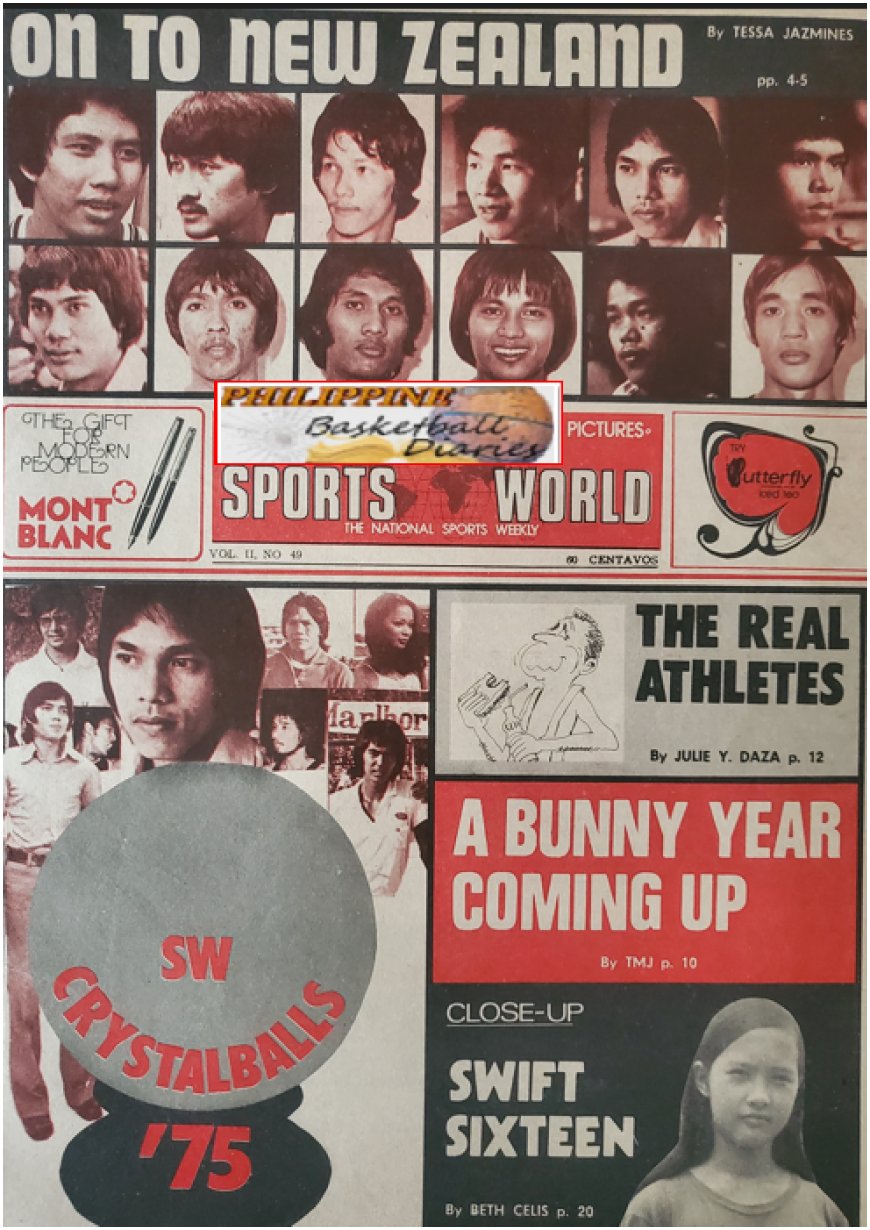 ON TO NEW ZEALAND
By TESSA JAZMINES
pp. 4-5
THE GIFT
FOR
MODERN
PEOPLE
MONT
BLANC
PHILIPPINE
Basketball
Diaries
PICTURES
SPORTS WORLD
THE NATIONAL SPORTS WEEKLY
VOL. II, NO 49
60 CENTAVOS
TRY
Butterfly
iced tea
Marlbor
SW
CRYSTALBALLS
'75
THE REAL
ATHLETES
By JULIE Y. DAZA p. 12
A BUNNY YEAR
COMING UP
By TMJ p. 10
CLOSE-UP
SWIFT
SIXTEEN
By BETH CELIS p. 20